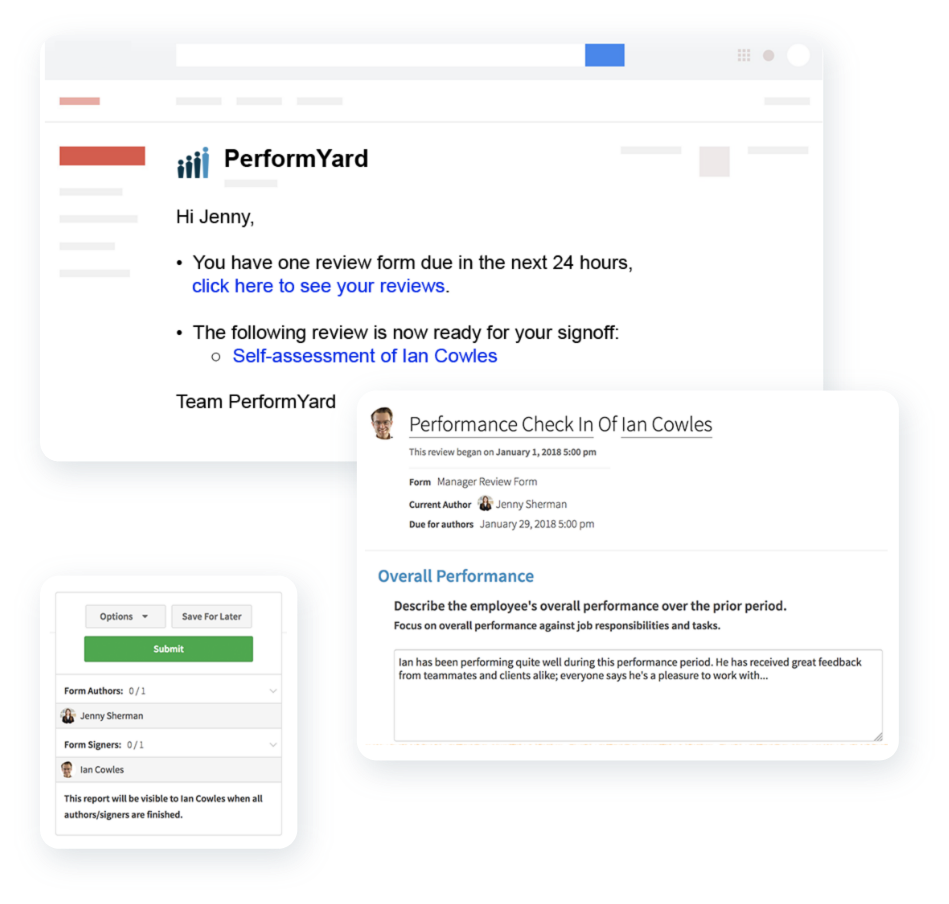 PerformYard
Hi Jenny,
• You have one review form due in the next 24 hours,
click here to see your reviews.
• The following review is now ready for your signoff:
○ Self-assessment of Ian Cowles
Team PerformYard
Performance Check In Of Ian Cowles
This review began on January 1, 2018 5:00 pm
Form Manager Review Form
Current Author Jenny Sherman
Due for authors January 29, 2018 5:00 pm
Overall Performance
Describe the employee's overall performance over the prior period.
Focus on overall performance against job responsibilities and tasks.
Ian has been performing quite well during this performance period. He has received great feedback
from teammates and clients alike; everyone says he's a pleasure to work with...
Options
Save For Later
Submit
Form Authors: 0/1
Jenny Sherman
Form Signers: 0/1
Ian Cowles
This report will be visible to Ian Cowles when all
authors/signers are finished.